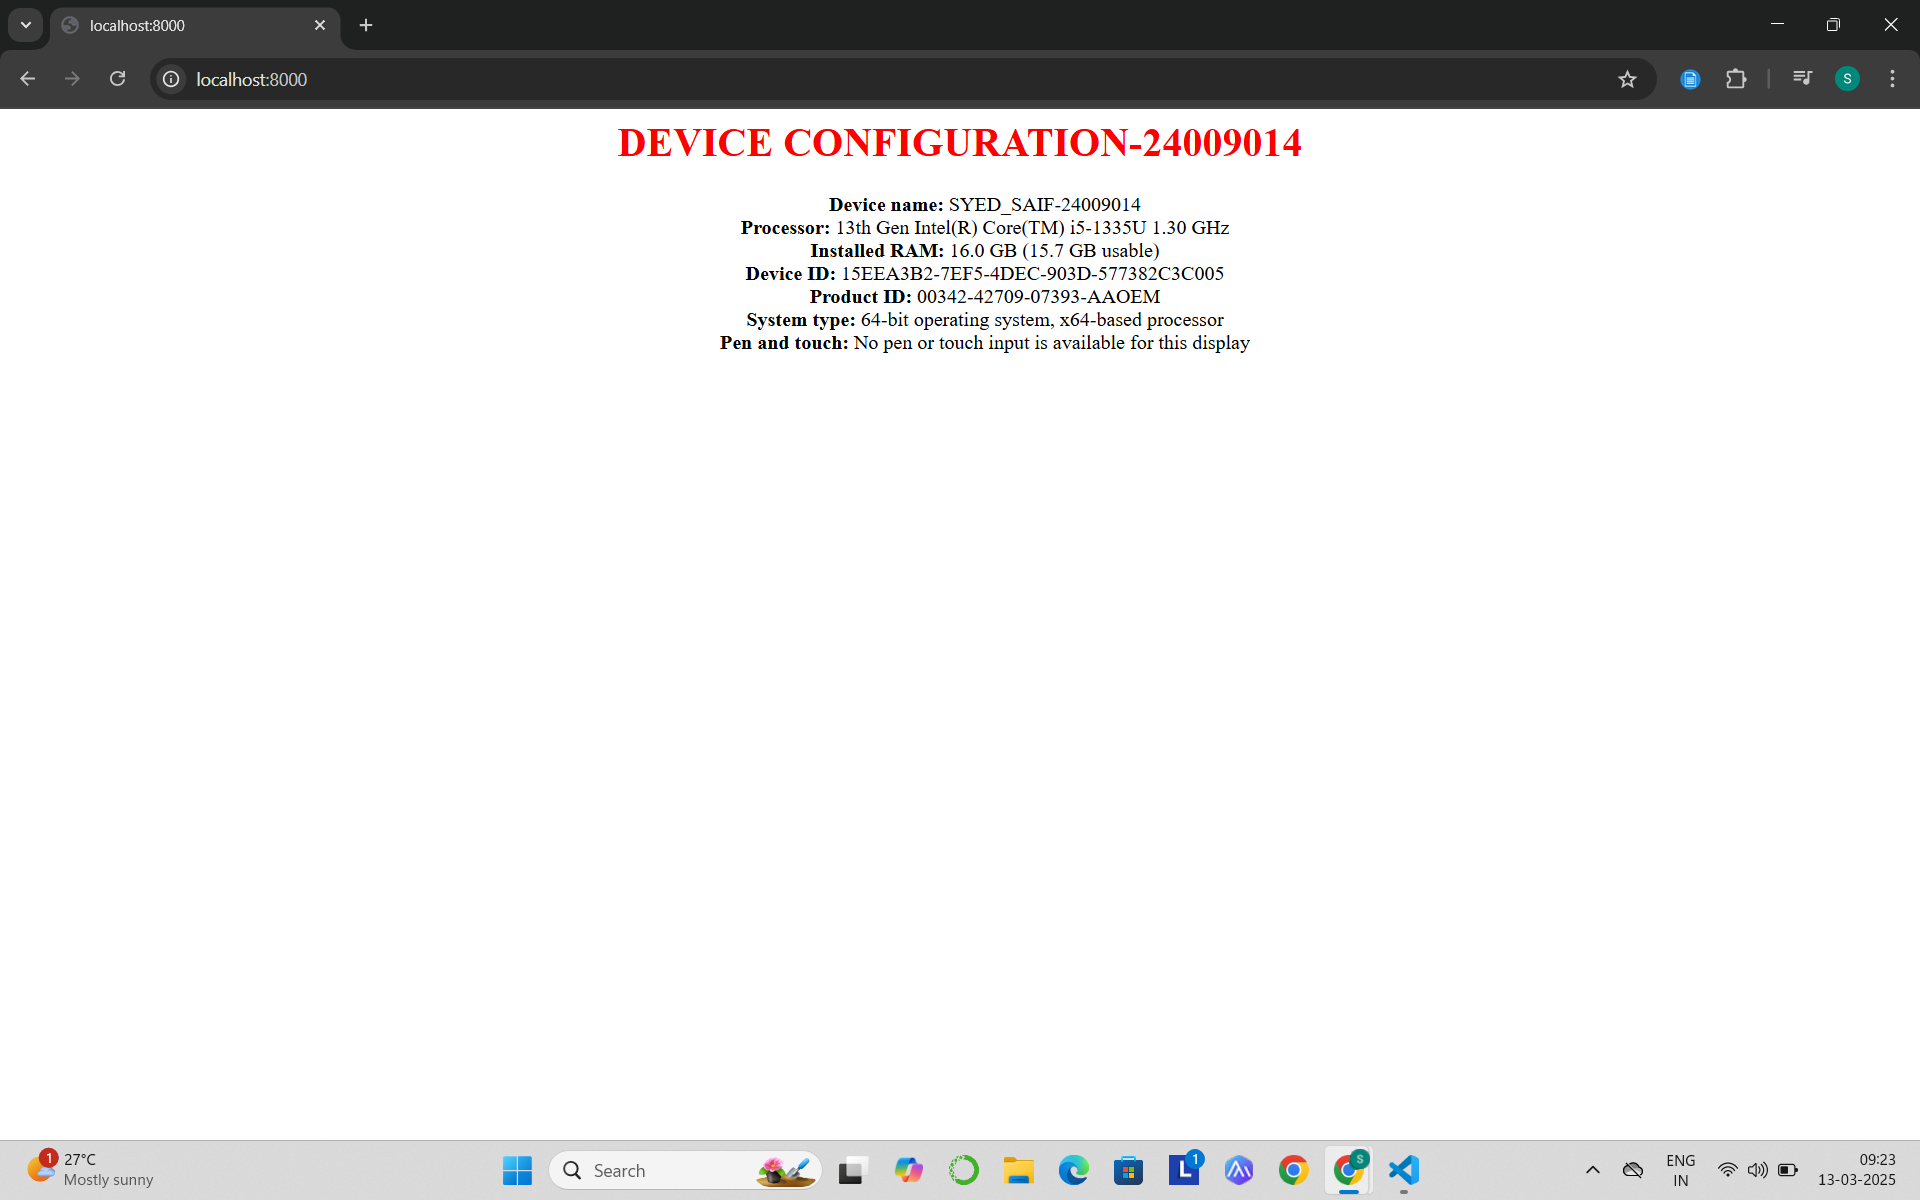 localhost:8000
localhost:8000
S
DEVICE CONFIGURATION-24009014
Device name: SYED_SAIF-24009014
Processor: 13th Gen Intel(R) Core(TM) i5-1335U 1.30 GHz
Installed RAM: 16.0 GB (15.7 GB usable)
Device ID: 15EEA3B2-7EF5-4DEC-903D-577382C3C005
Product ID: 00342-42709-07393-AAOEM
System type: 64-bit operating system, x64-based processor
Pen and touch: No pen or touch input is available for this display
1
27°C
Mostly sunny
Search
L
1
S
ENG
IN
09:23
13-03-2025